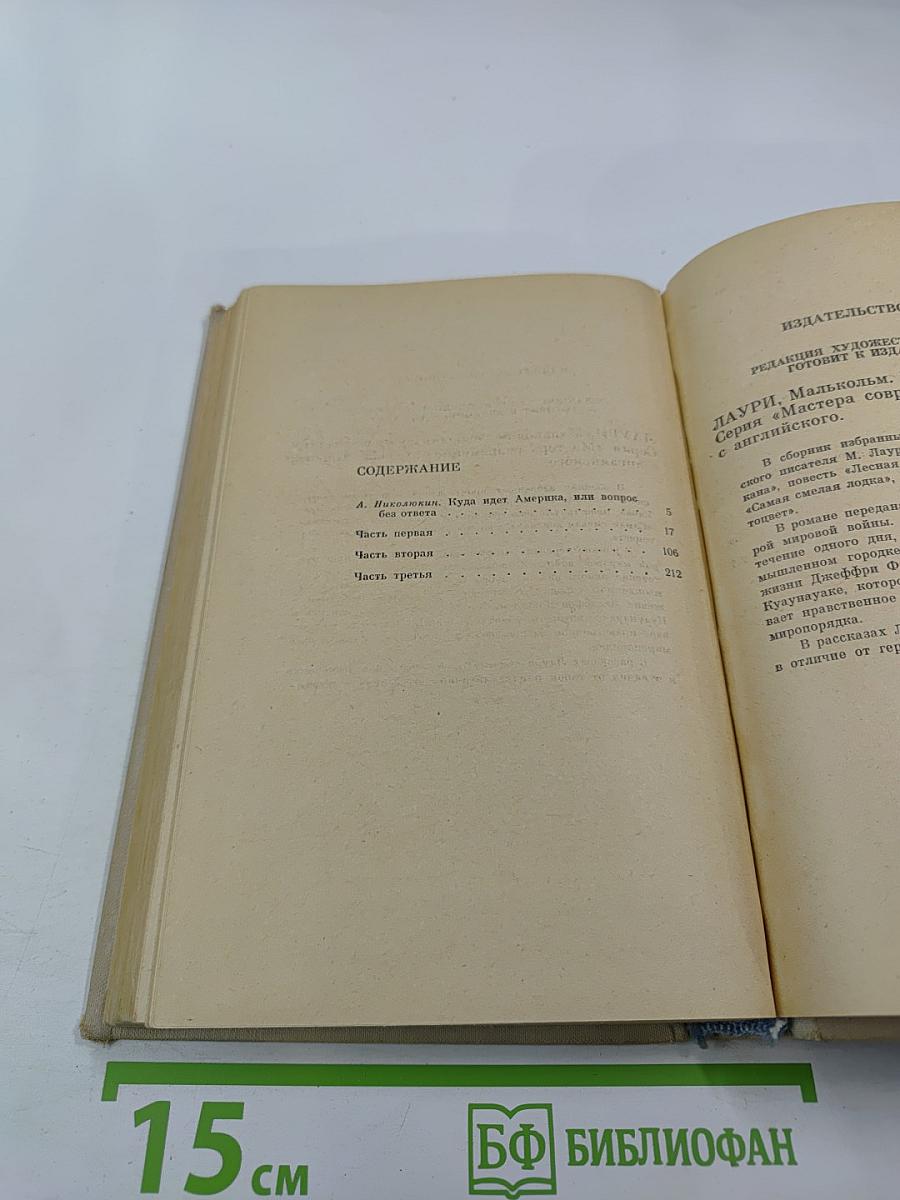 СОДЕРЖАНИЕ
А. Николюкин. Куда идет Америка, или вопрос
без ответа . . . . . . . . . . . . . . 5
Часть первая . . . . . . . . . . . . . 17
Часть вторая . . . . . . . . . . . . . 106
Часть третья . . . . . . . . . . . . . 212
ИЗДАТЕЛЬСТВО
РЕДАКЦИЯ ХУДОЖЕСТ
ГОТОВИТ К ИЗДА
ЛАУРИ, Малькольм.
Серия «Мастера совр
с английского.
В сборник избранны
ского писателя М. Лаур
кана», повесть «Лесная
«Самая смелая лодка»,
тоцвет».
В романе передан
рой мировой войны.
течение одного дня,
мышленном городке
жизни Джеффри Ф
Куаунауаке, которо
вает нравственное
миропорядка.
В рассказах Л
в отличие от гер
15 см
БФ БИБЛИОФАН